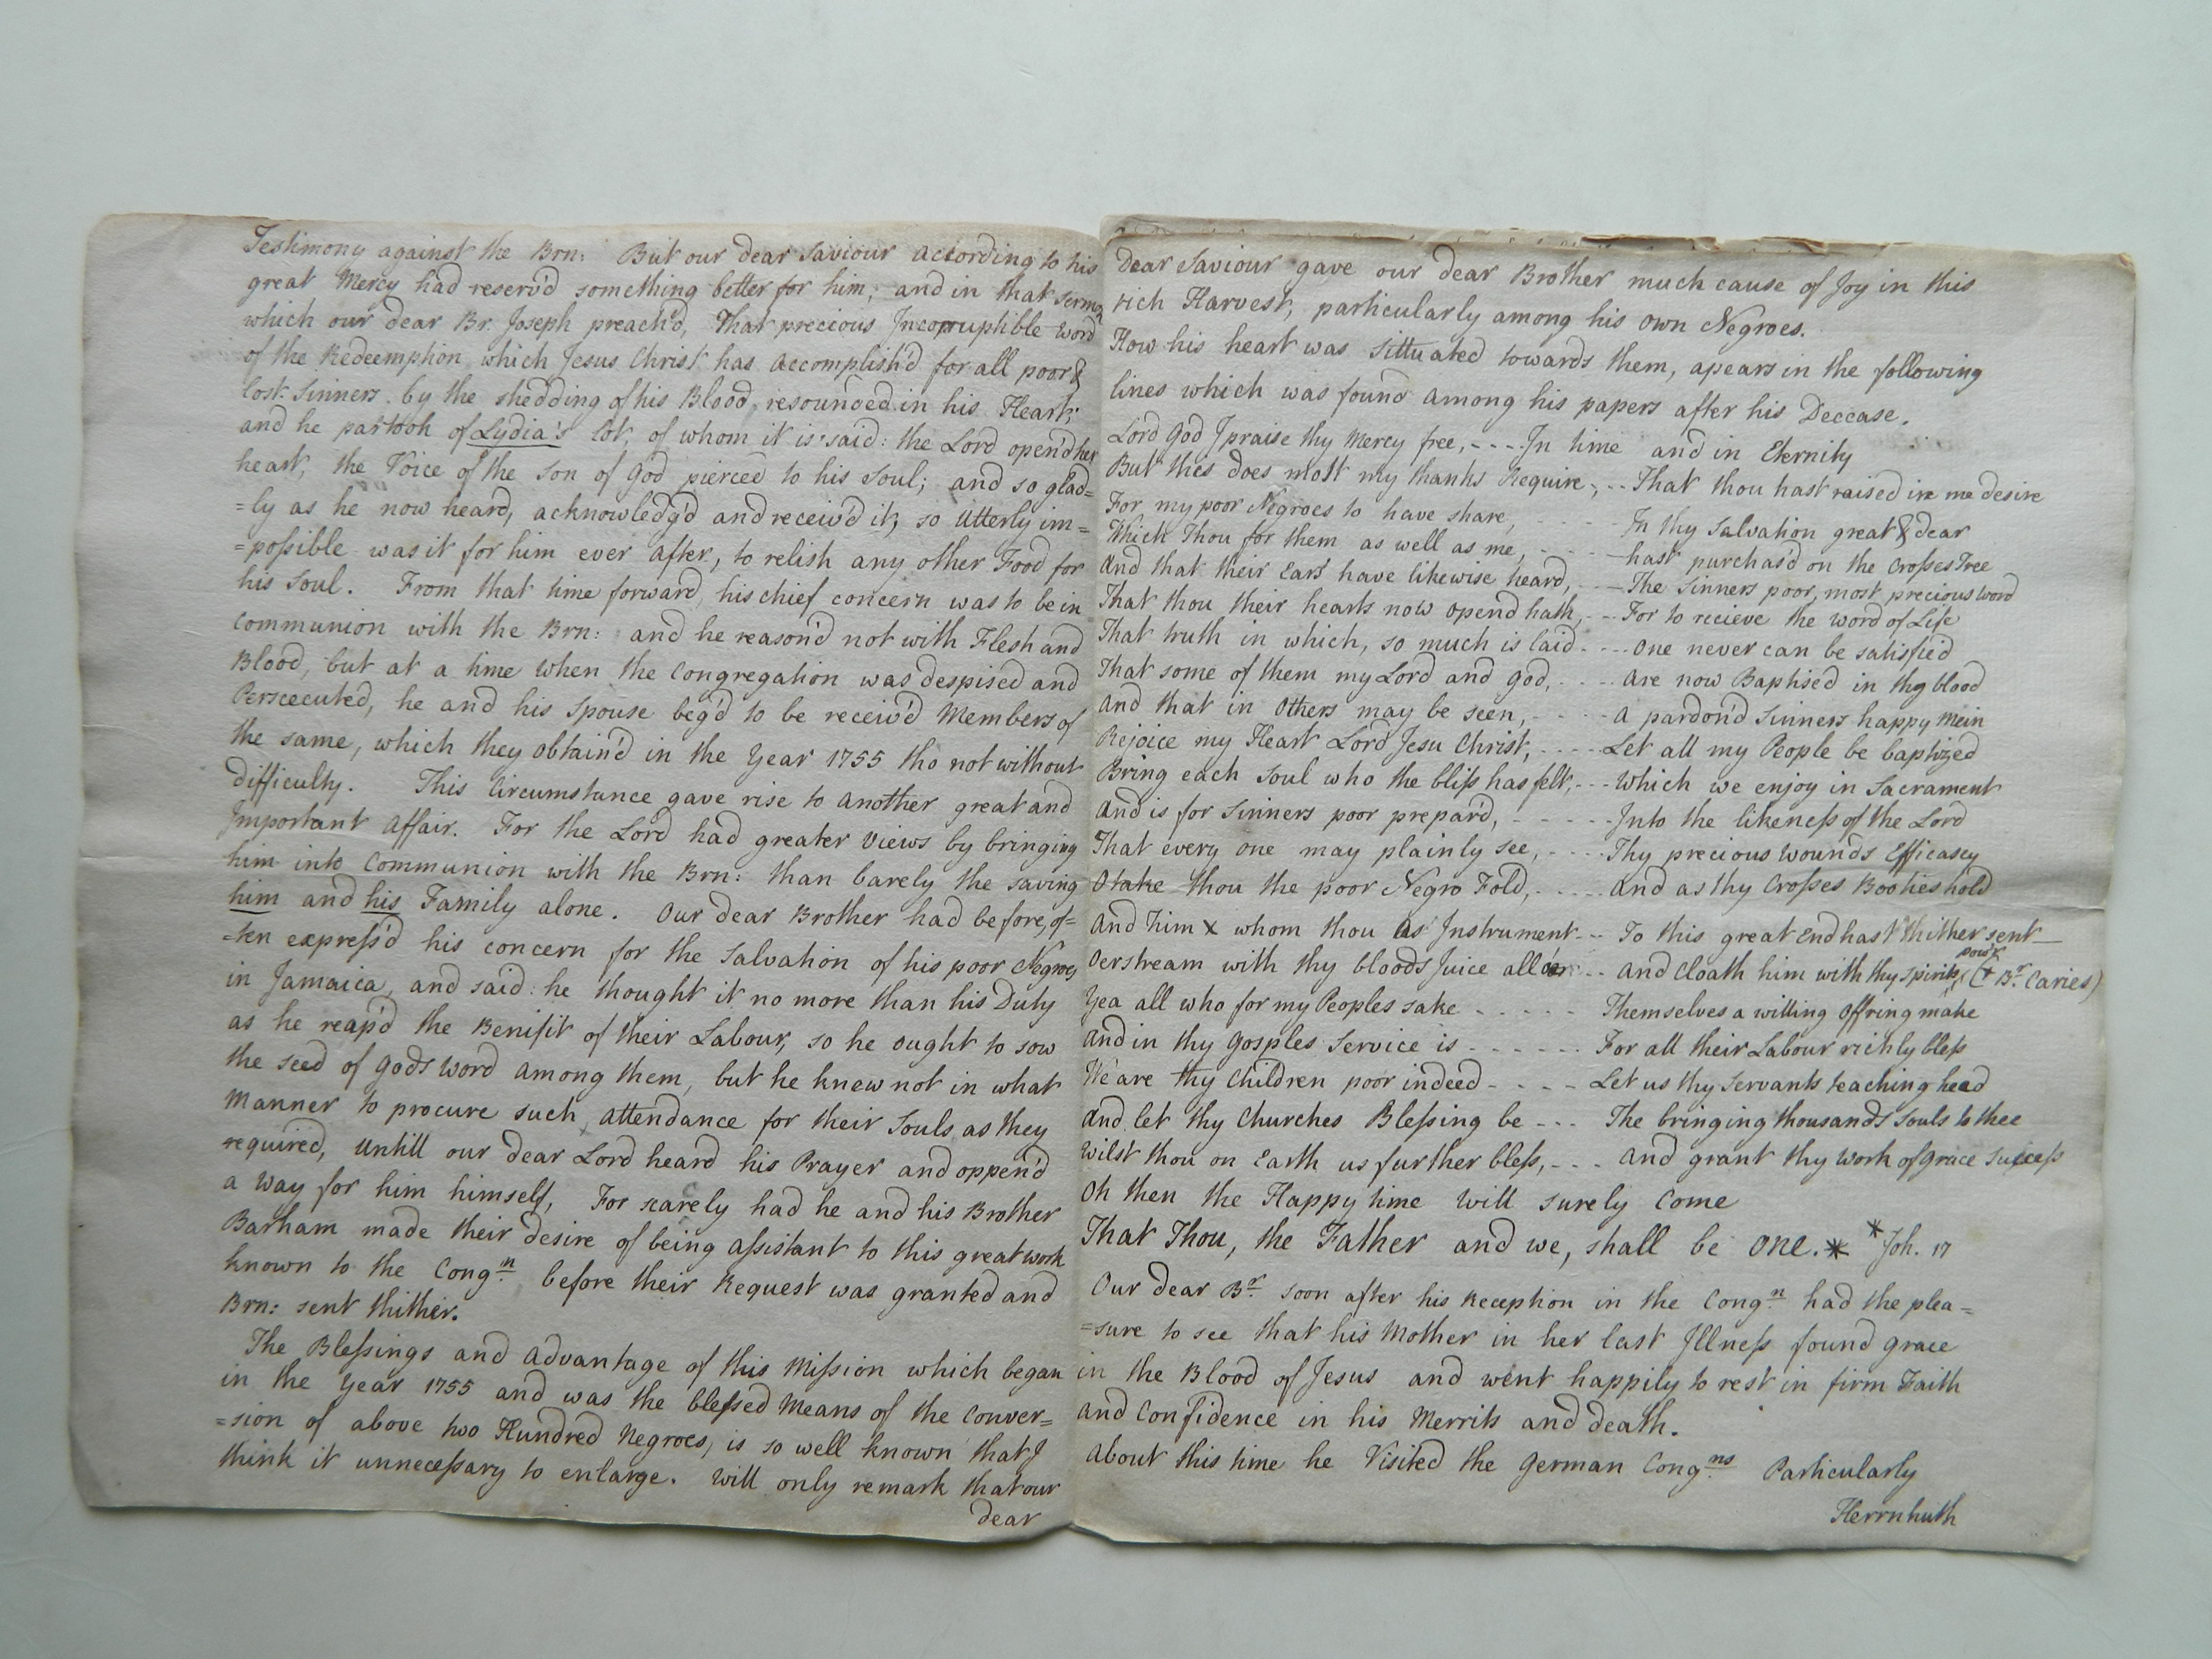 Testimony against the Brn: But our dear Saviour according to his
great Mercy had reserv'd something better for him; and in that sermon
which our dear Br. Joseph preach'd, That precious Incorruptible word
of the Redeemption which Jesus Christ has accomplish'd for all poor &
lost Sinners by the shedding of his Blood, resounded in his Heart;
and he partook of Lydia's lot, of whom it is said: the Lord open'd her
heart, the Voice of the Son of God pierced to his Soul; and so glad=
=ly as he now heard, acknowledg'd and receiv'd it, so utterly im=
=possible was it for him ever after, to relish any other Food for
his Soul. From that time forward, his chief concern was to be in
Communion with the Brn: and he reason'd not with Flesh and
Blood, but at a time when the Congregation was despised and
Perscecuted, he and his Spouse beg'd to be receiv'd Members of
the same, which they obtain'd in the Year 1755 tho not without
difficulty. This Circumstance gave rise to another great and
Important affair. For the Lord had greater Views by bringing
him into Communion with the Brn: than barely the saving
him and his Family alone. Our dear Brother had before, of=
=ten express'd his concern for the Salvation of his poor Negroes
in Jamaica, and said: he thought it no more than his Duty
as he reap'd the Benifit of their Labour, so he ought to sow
the seed of Gods word among them, but he knew not in what
Manner to procure such attendance for their Souls as they
required, Untill our dear Lord heard his Prayer and oppen'd
a way for him himself, For scarely had he and his Brother
Barham made their desire of being assistant to this great work
known to the Congn. before their Request was granted and
Brn: sent thither.
The Blessings and advantage of this Mission which began
in the Year 1755 and was the blessed Means of the Conver=
=sion of above two Hundred Negroes, is so well known that I
think it unnecessary to enlarge. Will only remark that our
dear
Dear Saviour gave our dear Brother much cause of Joy in this
rich Harvest, particularly among his own Negroes.
How his heart was Sittuated towards them, apears in the following
lines which was found among his papers after his Deccase.
Lord God I praise thy Mercy free, - - - - In time and in Eternity
But this does most my thanks Require, - - That thou hast raised in me desire
For my poor Negroes to have share, - - - - In thy Salvation great & dear
Which Thou for them as well as me, - - - - hast purchas'd on the Crosses Tree
And that their Ears have likewise heard, - - The Sinners poor, most precious word
That thou their hearts now opend hath, - - For to recieve the word of Life
That truth in which, so much is laid - - - - One never can be satisfied
That some of them my Lord and God, - - - - are now Baptised in thy blood
And that in Others may be seen, - - - - a pardon'd Sinners happy Mein
Rejoice my Heart Lord Jesu Christ, - - - - Let all my People be baptized
Bring each Soul who the bliss has felt, - - - which we enjoy in Sacrament
And is for Sinners poor prepar'd, - - - - - Into the likeness of the Lord
That every one may plainly see, - - - - Thy precious wounds Efficasey
O take thou the poor Negro Fold, - - - - And as thy Crosses Booties hold
And him x whom thou as Instrument - - To this great End hast thither sent
Oerstream with thy bloods Juice all oer - - And Cloath him with thy spirits powr (+ Br. Caries)
Yea all who for my Peoples sake - - - - - Themselves a willing Offring make
And in thy Gosples Service is - - - - - - For all their Labour richly bless
We are thy Children poor indeed - - - - Let us thy Servants teaching heed
And let thy Churches Blessing be - - - The bringing thousands Souls to thee
Wilst thou on Earth us further bless, - - - And grant thy work of grace success
Oh then the Happy time will surely come
That Thou, the Father and we, shall be one.* *Joh. 17
Our dear Br. soon after his Reception in the Congn. had the plea=
=sure to see that his Mother in her last Illness found grace
in the Blood of Jesus and went happily to rest in firm Faith
and Confidence in his Merrits and death.
About this time he Visited the German Congns. Particularly
Herrnhuth